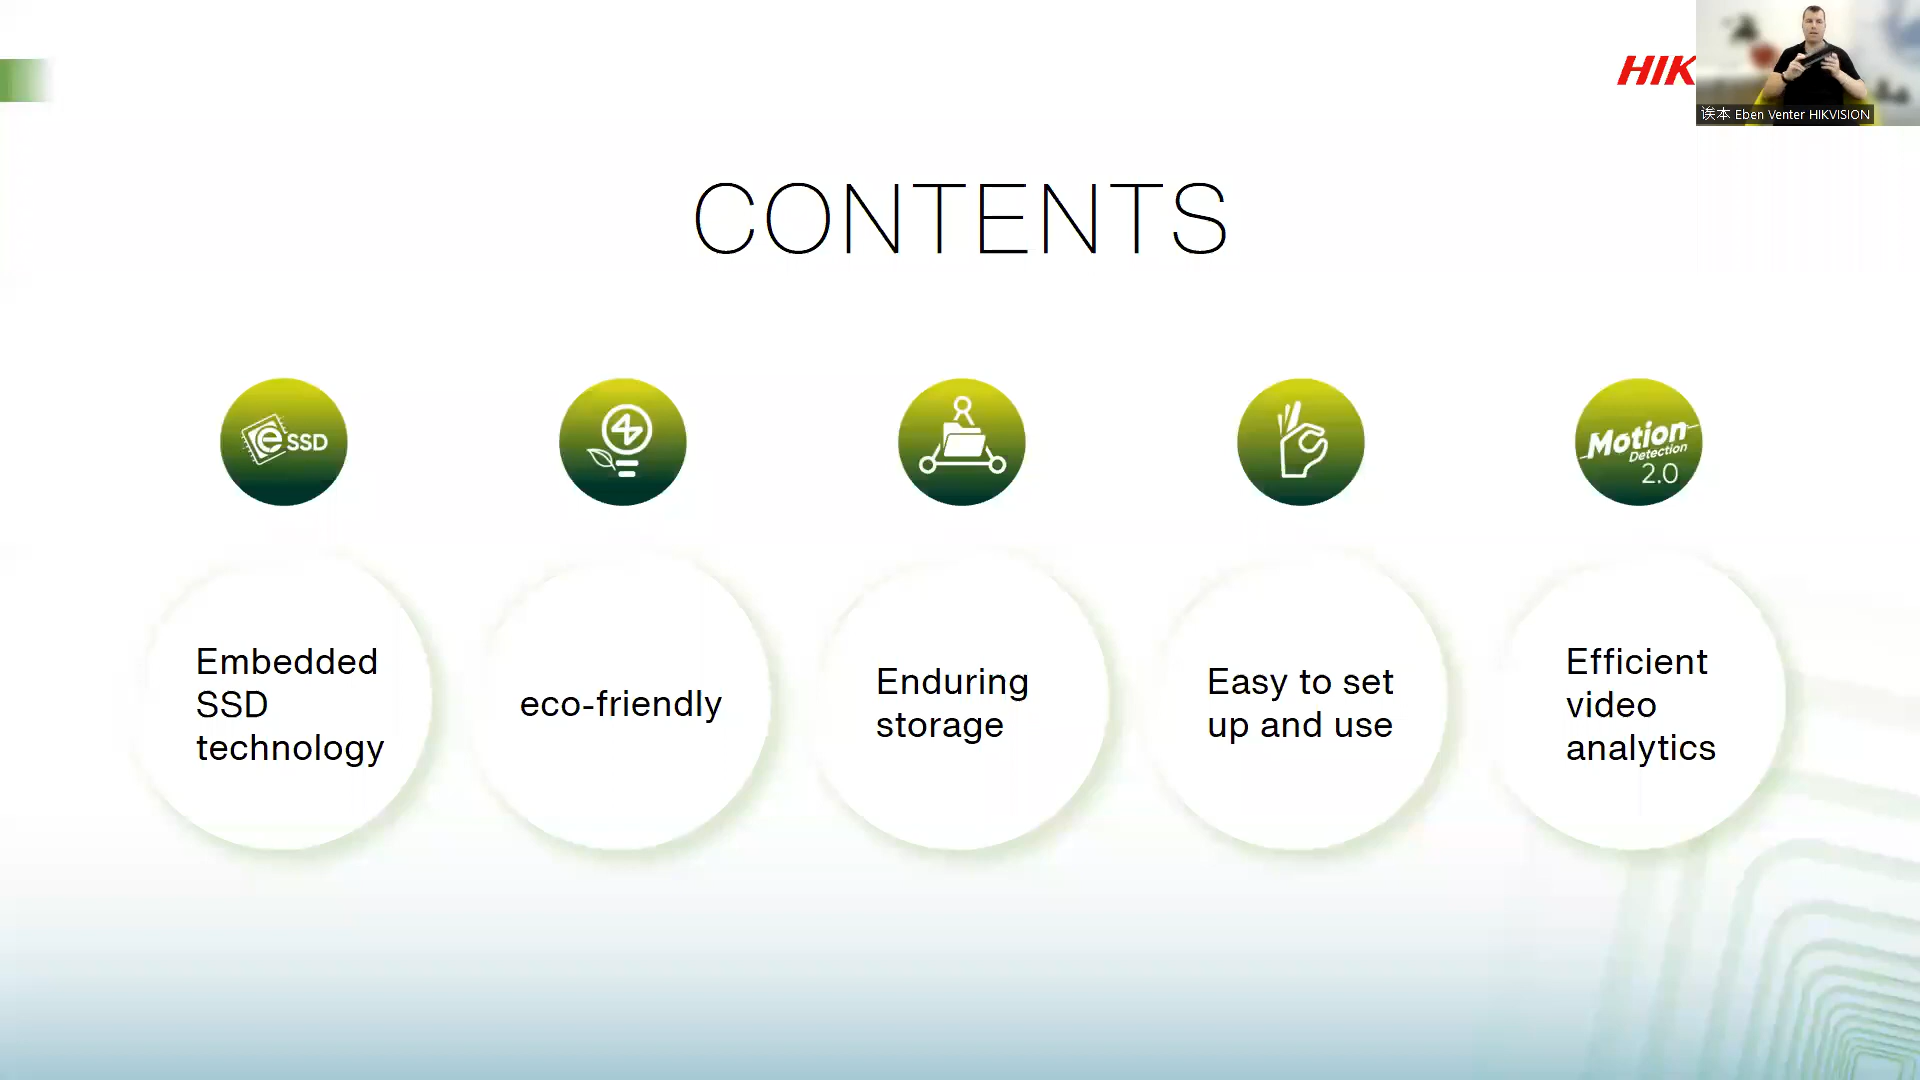 HIK
诶本 Eben Venter HIKVISION
CONTENTS
eSSD
Motion
Detection
2.0
Embedded
SSD
technology
eco-friendly
Enduring
storage
Easy to set
up and use
Efficient
video
analytics